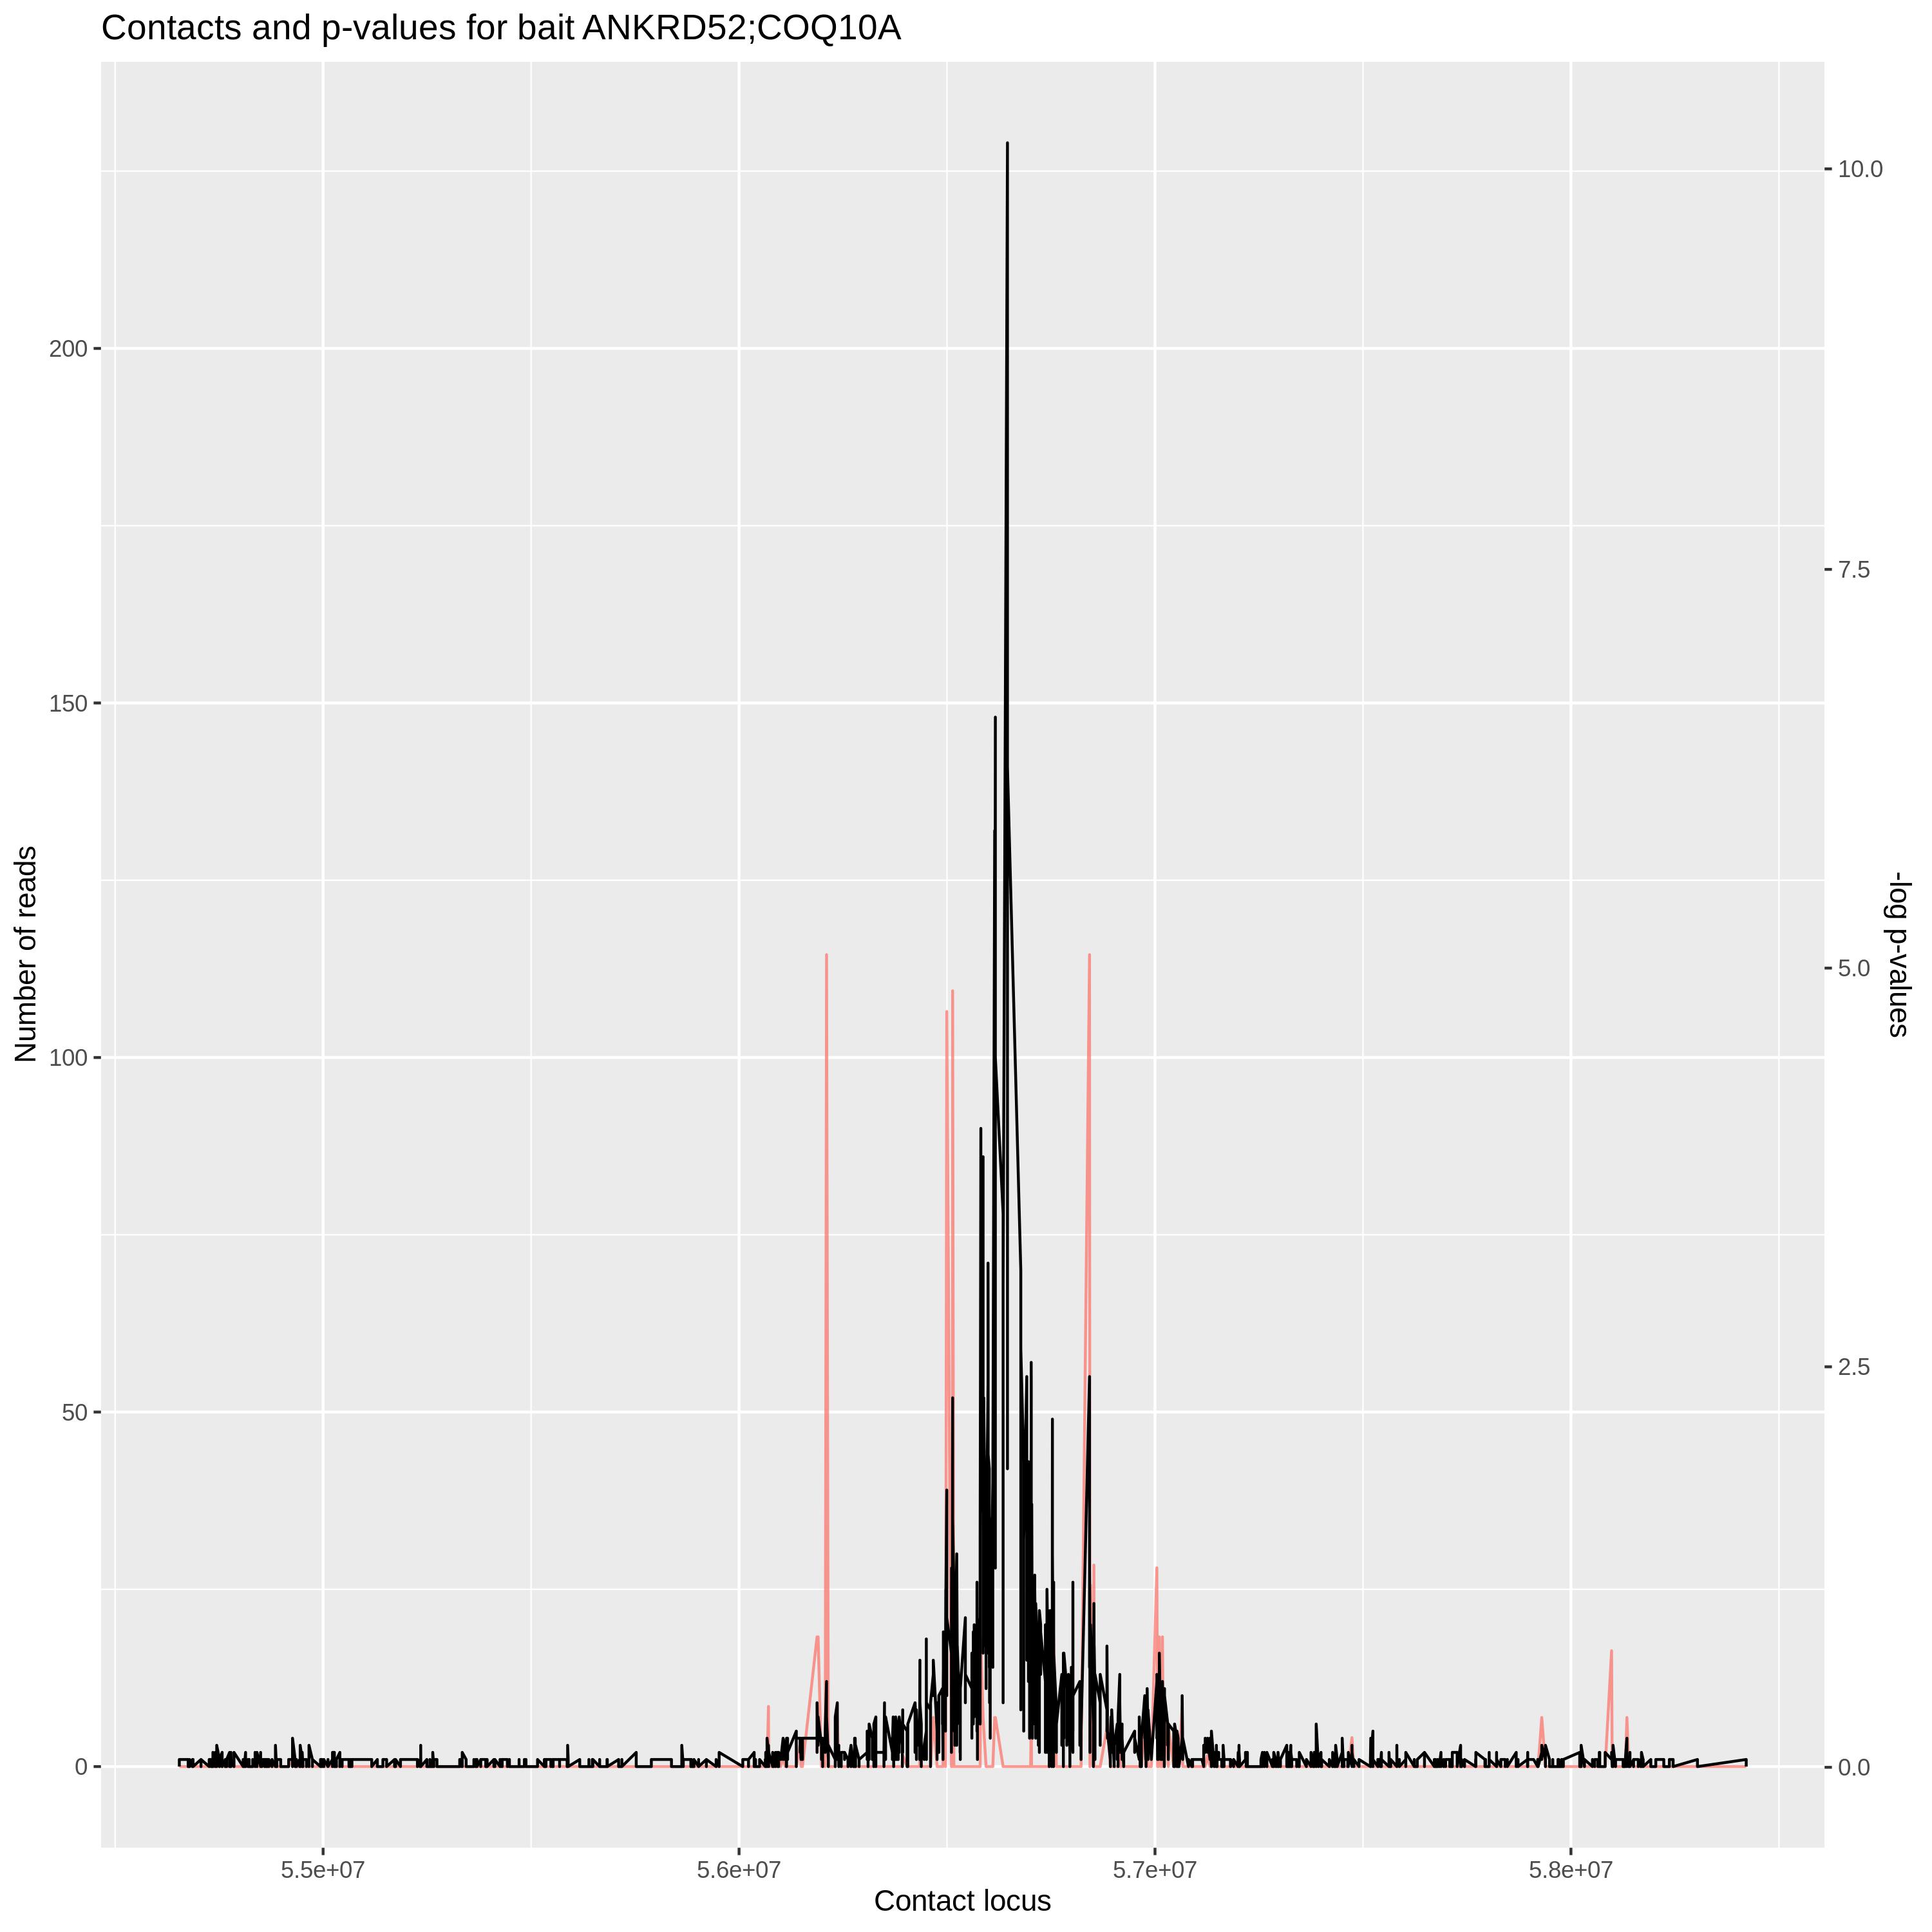 Contacts and p-values for bait ANKRD52;COQ10A
Number of reads
200
150
100
50
0
10.0
7.5
5.0
2.5
0.0
-log p-values
5.5e+07
5.6e+07
5.7e+07
5.8e+07
Contact locus